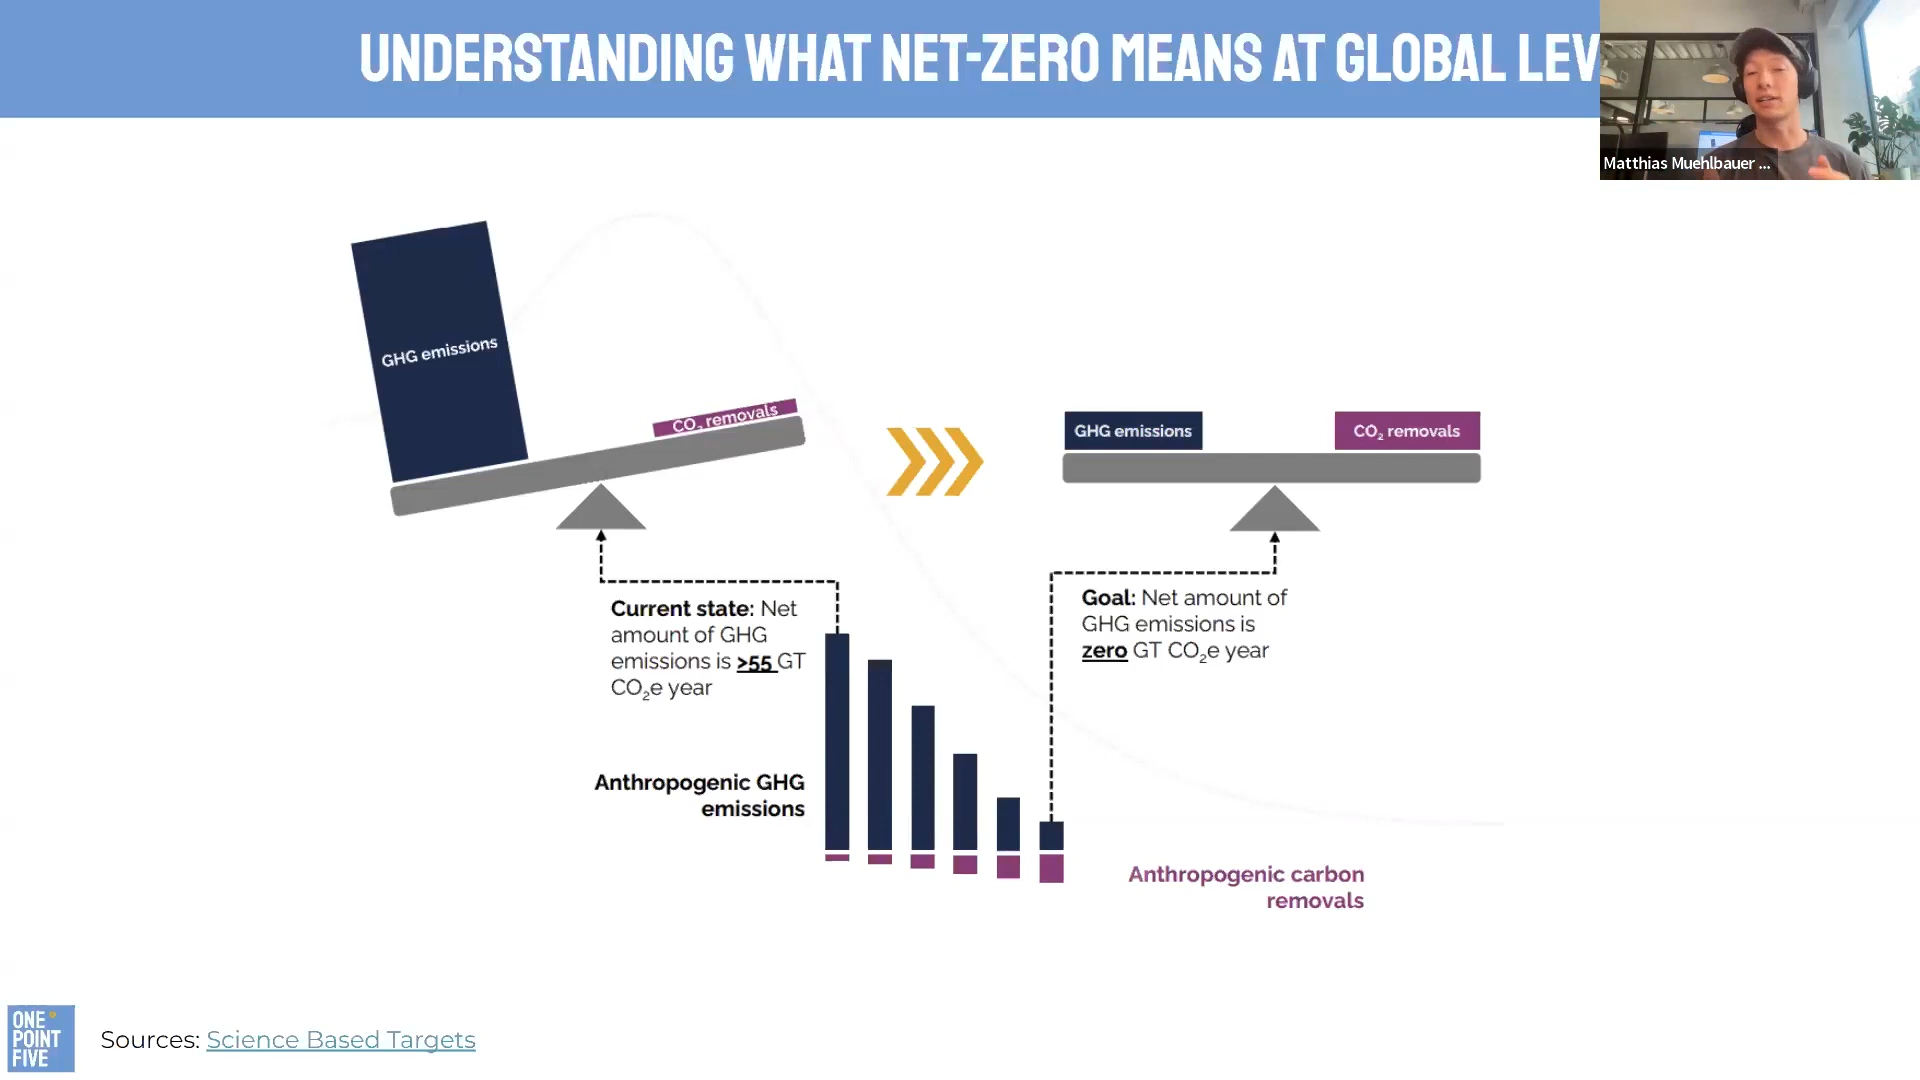 UNDERSTANDING WHAT NET-ZERO MEANS AT GLOBAL LEV
Matthias Muehlbauer ...
GHG emissions
CO₂ removals
GHG emissions
CO₂ removals
Current state: Net
amount of GHG
emissions is >55 GT
CO₂e year
Goal: Net amount of
GHG emissions is
zero GT CO₂e year
Anthropogenic GHG
emissions
Anthropogenic carbon
removals
ONE
POINT
FIVE
Sources: Science Based Targets